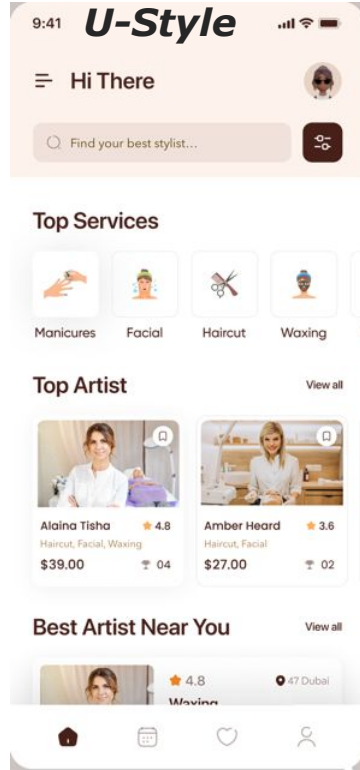 9:41
U-Style
Hi There
Find your best stylist...
Top Services
Manicures Facial Haircut Waxing
Top Artist View all
Alaina Tisha 4.8
Haircut, Facial, Waxing
$39.00 04
Amber Heard 3.6
Haircut, Facial
$27.00 02
Best Artist Near You View all
4.8 47 Dubai
Waxing